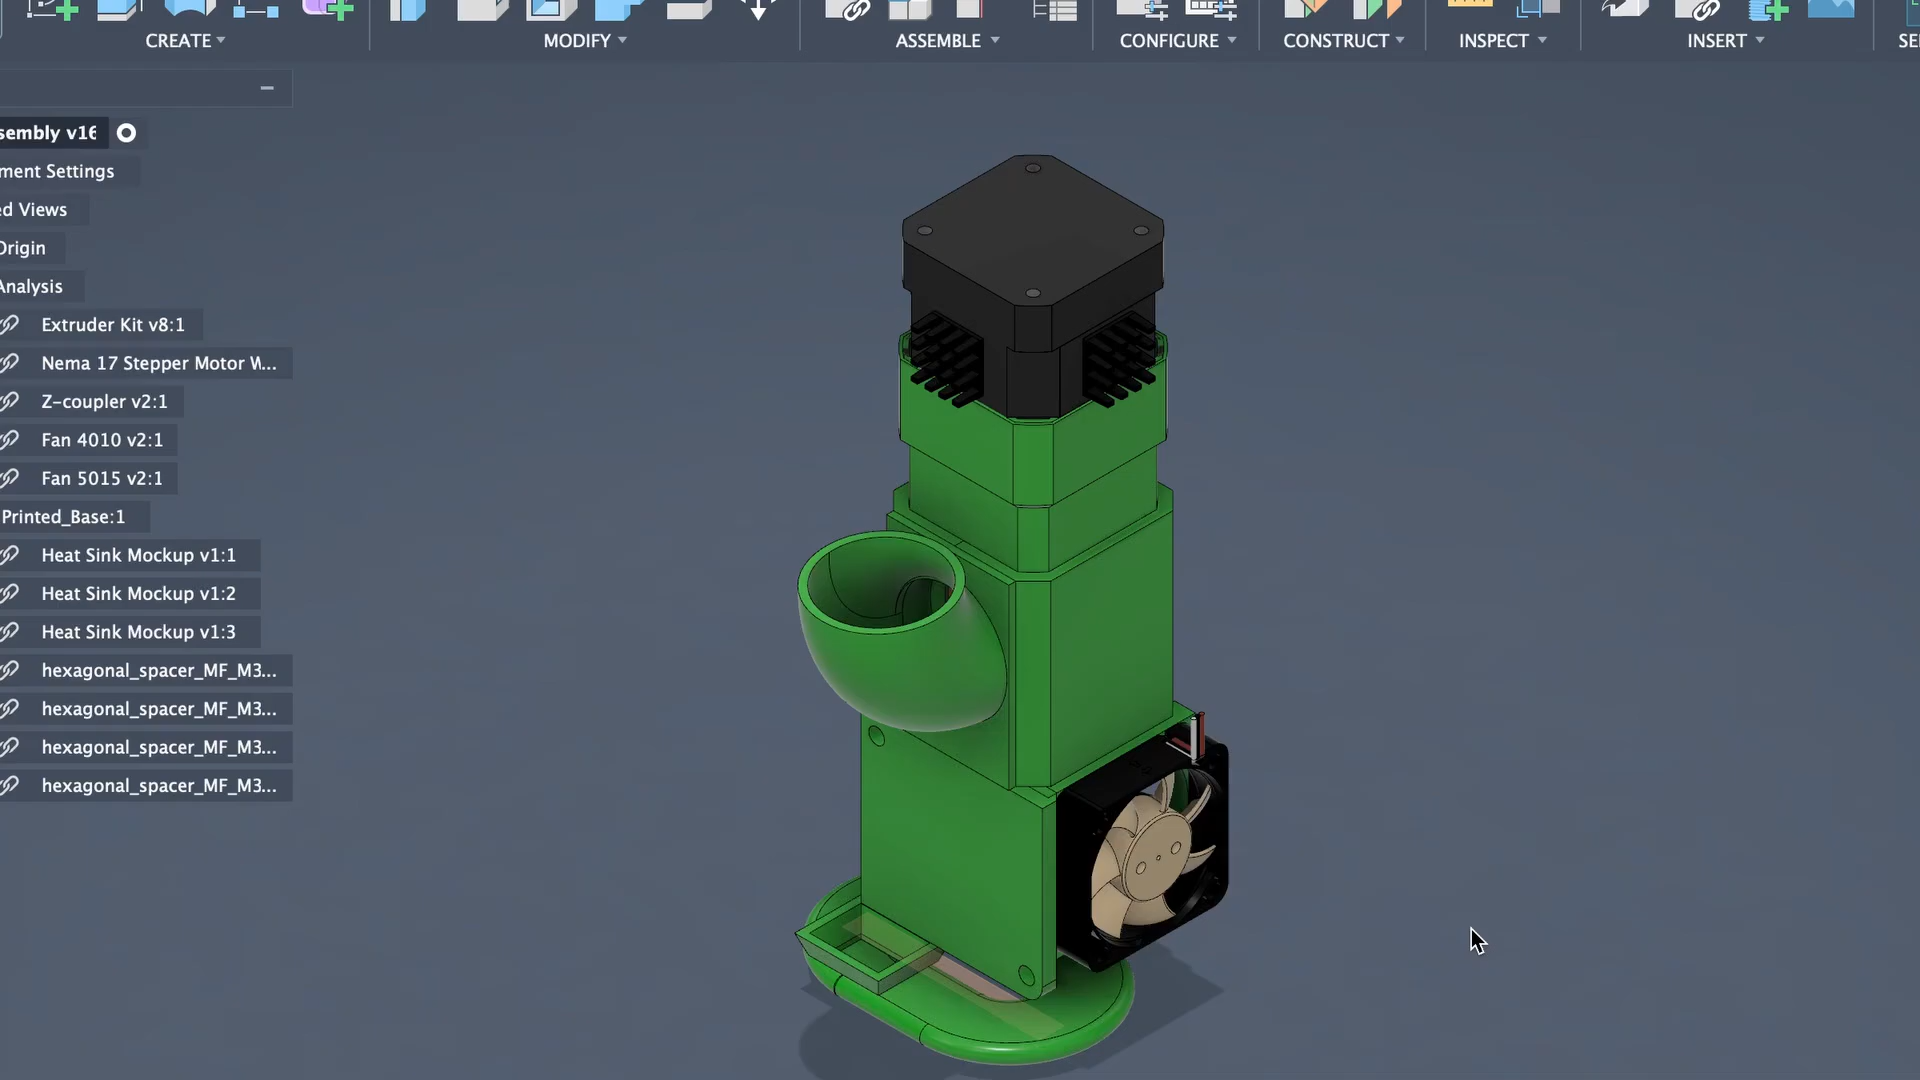 CREATE
MODIFY
ASSEMBLE
CONFIGURE
CONSTRUCT
INSPECT
INSERT
SE
sembly v16
ment Settings
ed Views
Origin
Analysis
Extruder Kit v8:1
Nema 17 Stepper Motor W...
Z-coupler v2:1
Fan 4010 v2:1
Fan 5015 v2:1
Printed_Base:1
Heat Sink Mockup v1:1
Heat Sink Mockup v1:2
Heat Sink Mockup v1:3
hexagonal_spacer_MF_M3...
hexagonal_spacer_MF_M3...
hexagonal_spacer_MF_M3...
hexagonal_spacer_MF_M3...